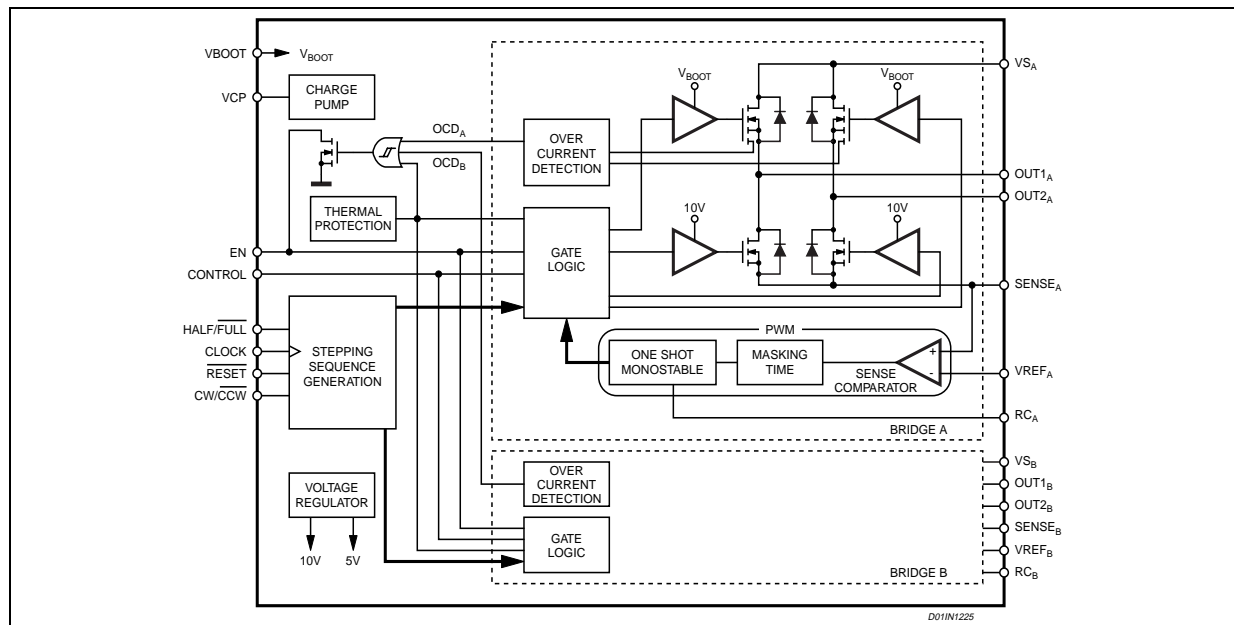 VBOOT
VBOOT
VCP
CHARGE
PUMP
OCDA
OCDB
THERMAL
PROTECTION
EN
CONTROL
HALF/FULL
CLOCK
RESET
CW/CCW
STEPPING
SEQUENCE
GENERATION
VOLTAGE
REGULATOR
10V
5V
OVER
CURRENT
DETECTION
GATE
LOGIC
VBOOT
VBOOT
10V
10V
PWM
ONE SHOT
MONOSTABLE
MASKING
TIME
+
-
SENSE
COMPARATOR
BRIDGE A
OVER
CURRENT
DETECTION
GATE
LOGIC
BRIDGE B
VSA
OUT1A
OUT2A
SENSEA
VREFA
RCA
VSB
OUT1B
OUT2B
SENSEB
VREFB
RCB
D01IN1225